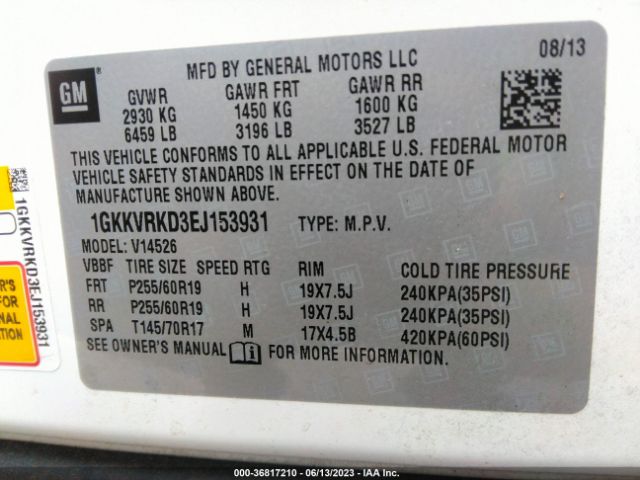 MFD BY GENERAL MOTORS LLC 08/13
GM
GVWR GAWR FRT GAWR RR
2930 KG 1450 KG 1600 KG
6459 LB 3196 LB 3527 LB
THIS VEHICLE CONFORMS TO ALL APPLICABLE U.S. FEDERAL MOTOR
VEHICLE SAFETY STANDARDS IN EFFECT ON THE DATE OF
MANUFACTURE SHOWN ABOVE.
1GKKVRKD3EJ153931 TYPE: M.P.V.
MODEL: V14526
VBBF TIRE SIZE SPEED RTG RIM COLD TIRE PRESSURE
FRT P255/60R19 H 19X7.5J 240KPA(35PSI)
RR P255/60R19 H 19X7.5J 240KPA(35PSI)
SPA T145/70R17 M 17X4.5B 420KPA(60PSI)
SEE OWNER'S MANUAL FOR MORE INFORMATION.
1GKKVRKD3EJ153931
FOR
IONAL
000-36817210 - 06/13/2023 - IAA Inc.